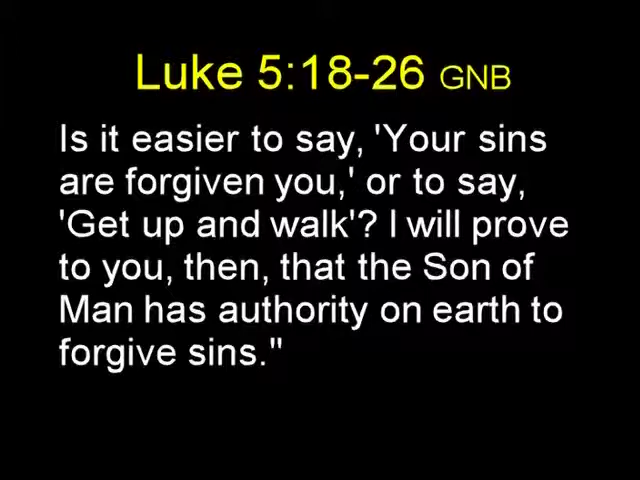 Luke 5:18-26 GNB
Is it easier to say, 'Your sins
are forgiven you,' or to say,
'Get up and walk'? I will prove
to you, then, that the Son of
Man has authority on earth to
forgive sins."